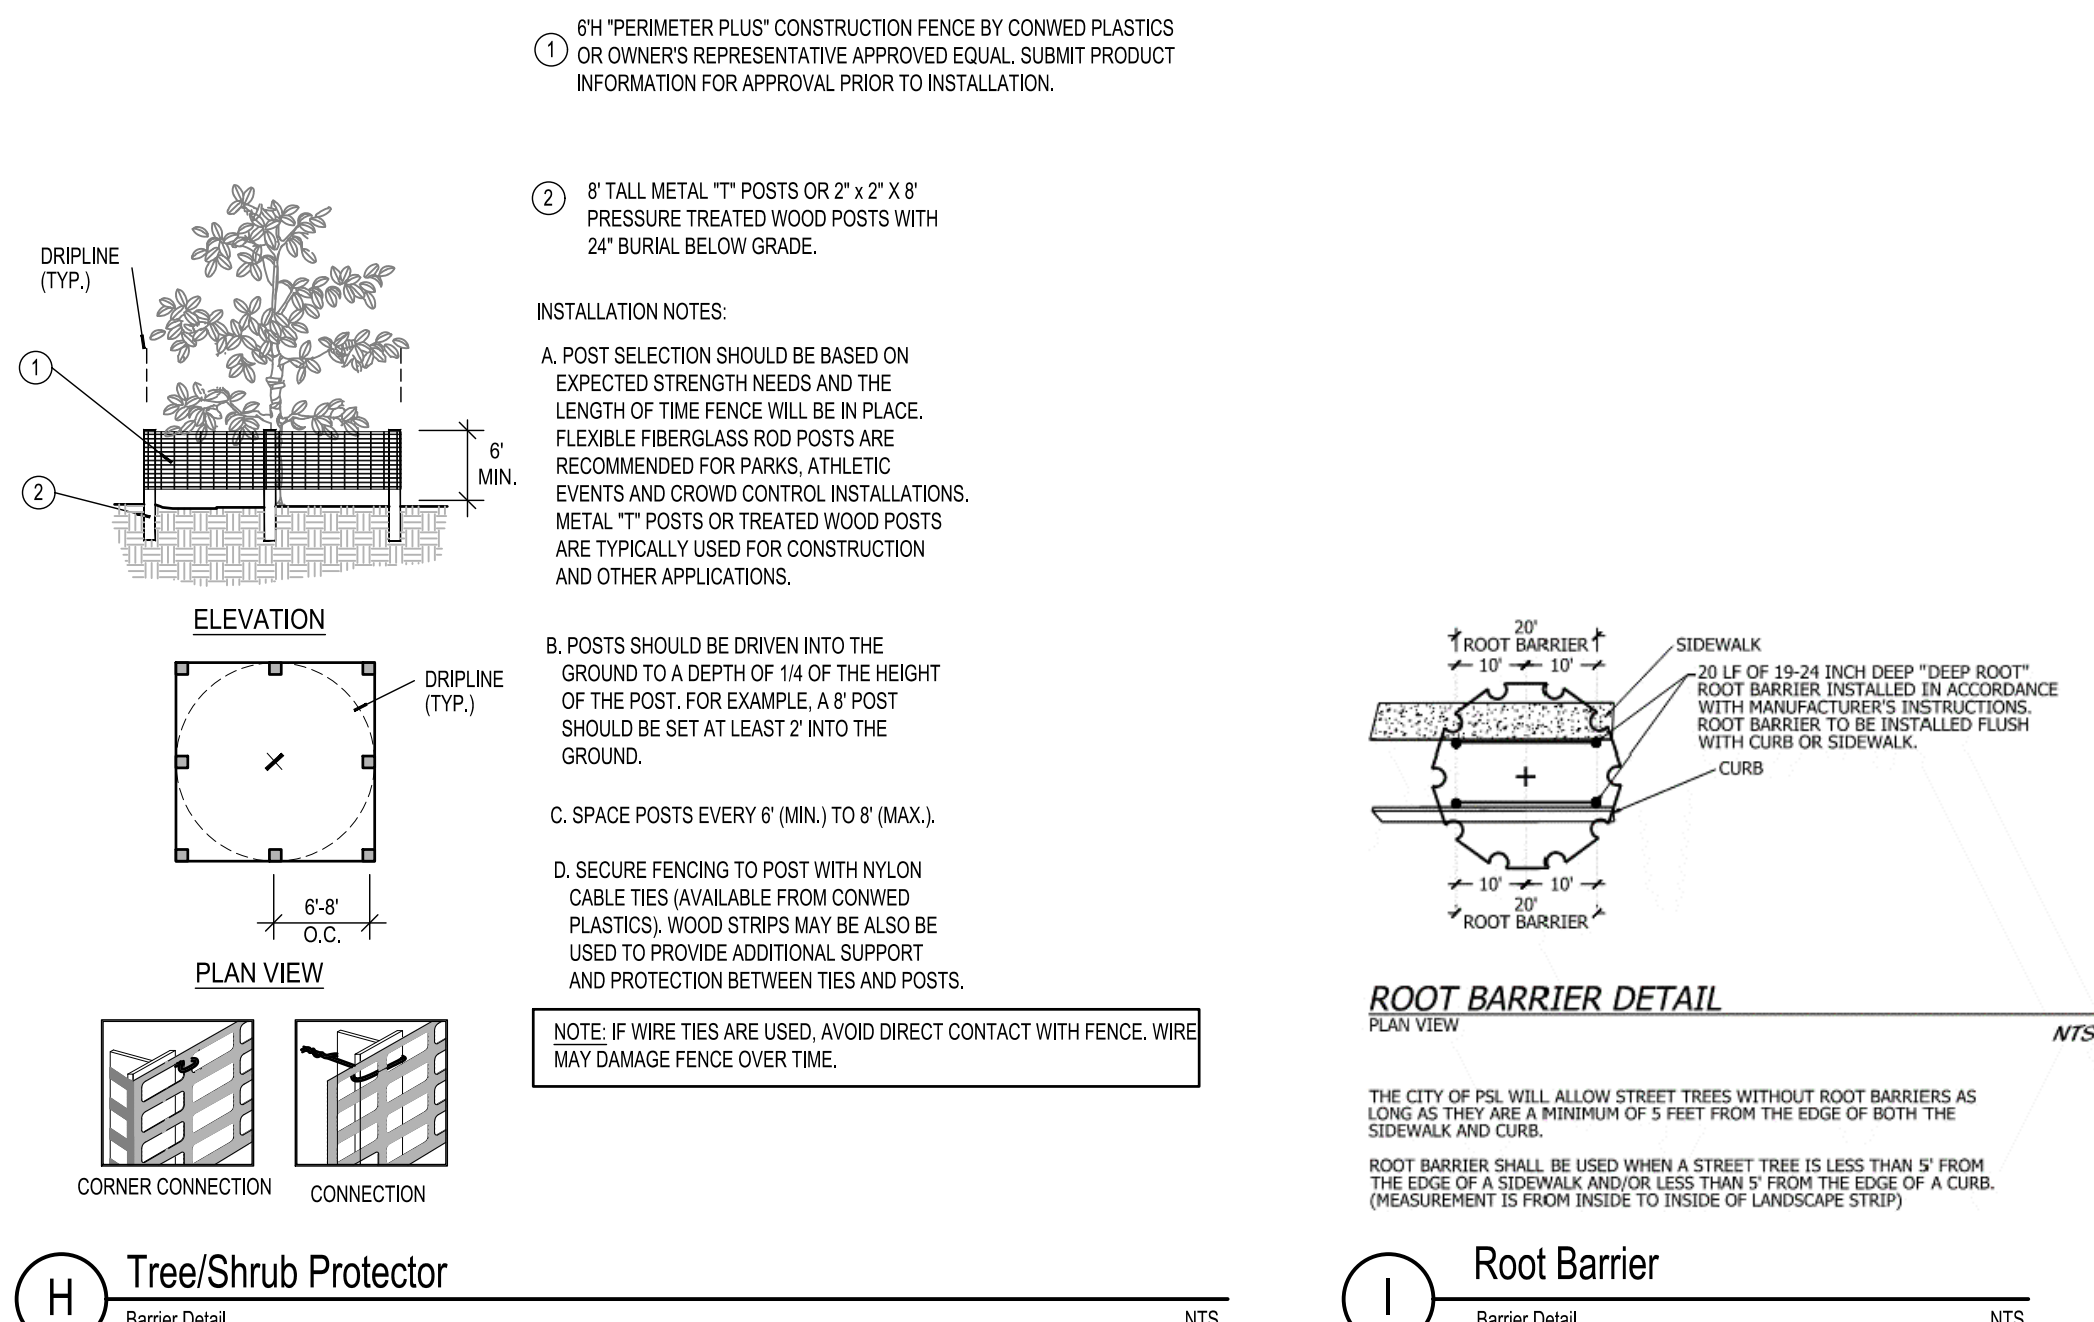 1
6'H "PERIMETER PLUS" CONSTRUCTION FENCE BY CONWED PLASTICS
OR OWNER'S REPRESENTATIVE APPROVED EQUAL. SUBMIT PRODUCT
INFORMATION FOR APPROVAL PRIOR TO INSTALLATION.
2
8' TALL METAL "T" POSTS OR 2" x 2" X 8'
PRESSURE TREATED WOOD POSTS WITH
24" BURIAL BELOW GRADE.
DRIPLINE
(TYP.)
1
2
6'
MIN.
ELEVATION
DRIPLINE
(TYP.)
6'-8'
O.C.
PLAN VIEW
CORNER CONNECTION
CONNECTION
INSTALLATION NOTES:
A. POST SELECTION SHOULD BE BASED ON
EXPECTED STRENGTH NEEDS AND THE
LENGTH OF TIME FENCE WILL BE IN PLACE.
FLEXIBLE FIBERGLASS ROD POSTS ARE
RECOMMENDED FOR PARKS, ATHLETIC
EVENTS AND CROWD CONTROL INSTALLATIONS.
METAL "T" POSTS OR TREATED WOOD POSTS
ARE TYPICALLY USED FOR CONSTRUCTION
AND OTHER APPLICATIONS.
B. POSTS SHOULD BE DRIVEN INTO THE
GROUND TO A DEPTH OF 1/4 OF THE HEIGHT
OF THE POST. FOR EXAMPLE, A 8' POST
SHOULD BE SET AT LEAST 2' INTO THE
GROUND.
C. SPACE POSTS EVERY 6' (MIN.) TO 8' (MAX.).
D. SECURE FENCING TO POST WITH NYLON
CABLE TIES (AVAILABLE FROM CONWED
PLASTICS). WOOD STRIPS MAY BE ALSO BE
USED TO PROVIDE ADDITIONAL SUPPORT
AND PROTECTION BETWEEN TIES AND POSTS.
NOTE: IF WIRE TIES ARE USED, AVOID DIRECT CONTACT WITH FENCE. WIRE
MAY DAMAGE FENCE OVER TIME.
H
Tree/Shrub Protector
Barrier Detail
NTS
20'
ROOT BARRIER
10' 10'
SIDEWALK
20 LF OF 19-24 INCH DEEP "DEEP ROOT"
ROOT BARRIER INSTALLED IN ACCORDANCE
WITH MANUFACTURER'S INSTRUCTIONS.
ROOT BARRIER TO BE INSTALLED FLUSH
WITH CURB OR SIDEWALK.
CURB
10' 10'
20'
ROOT BARRIER
ROOT BARRIER DETAIL
PLAN VIEW
NTS
THE CITY OF PSL WILL ALLOW STREET TREES WITHOUT ROOT BARRIERS AS
LONG AS THEY ARE A MINIMUM OF 5 FEET FROM THE EDGE OF BOTH THE
SIDEWALK AND CURB.
ROOT BARRIER SHALL BE USED WHEN A STREET TREE IS LESS THAN 5' FROM
THE EDGE OF A SIDEWALK AND/OR LESS THAN 5' FROM THE EDGE OF A CURB.
(MEASUREMENT IS FROM INSIDE TO INSIDE OF LANDSCAPE STRIP)
I
Root Barrier
Barrier Detail
NTS